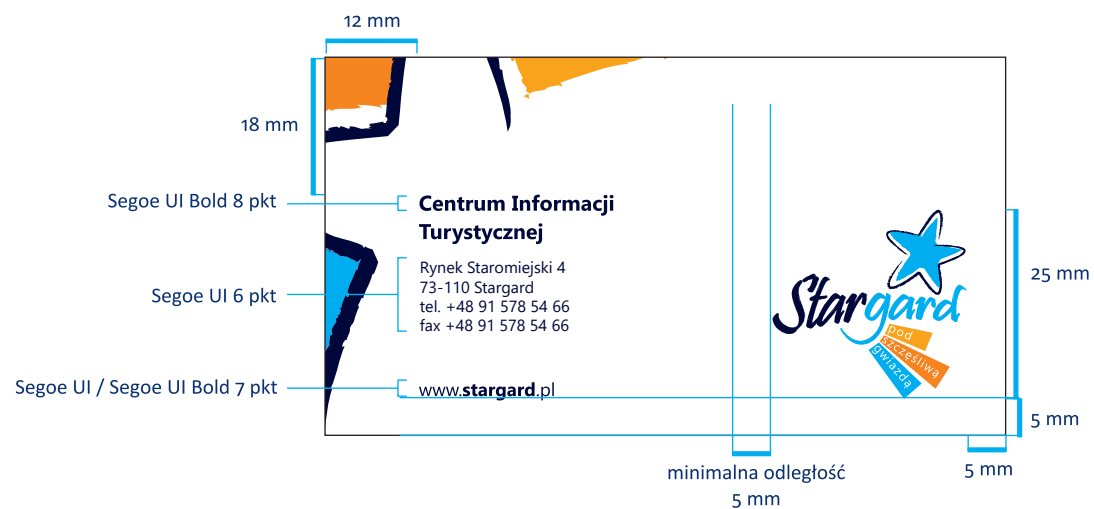 12 mm
18 mm
Segoe UI Bold 8 pkt
Centrum Informacji
Turystycznej
Segoe UI 6 pkt
Rynek Staromiejski 4
73-110 Stargard
tel. +48 91 578 54 66
fax +48 91 578 54 66
Segoe UI / Segoe UI Bold 7 pkt
www.stargard.pl
Stargard
pod
szczęśliwą
gwiazdą
25 mm
5 mm
5 mm
minimalna odległość
5 mm